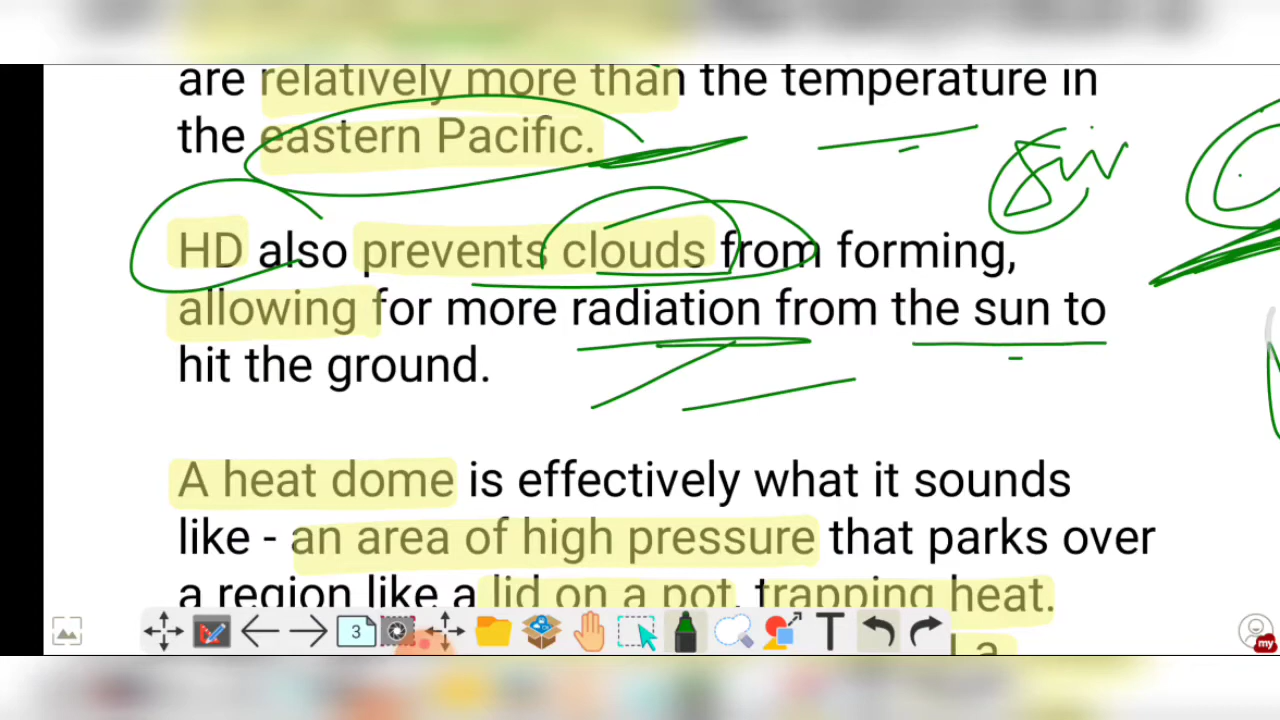 are relatively more than the temperature in
the eastern Pacific.
HD also prevents clouds from forming,
allowing for more radiation from the sun to
hit the ground.
A heat dome is effectively what it sounds
like - an area of high pressure that parks over
a region like a lid on a pot, trapping heat.
a
3
T
my